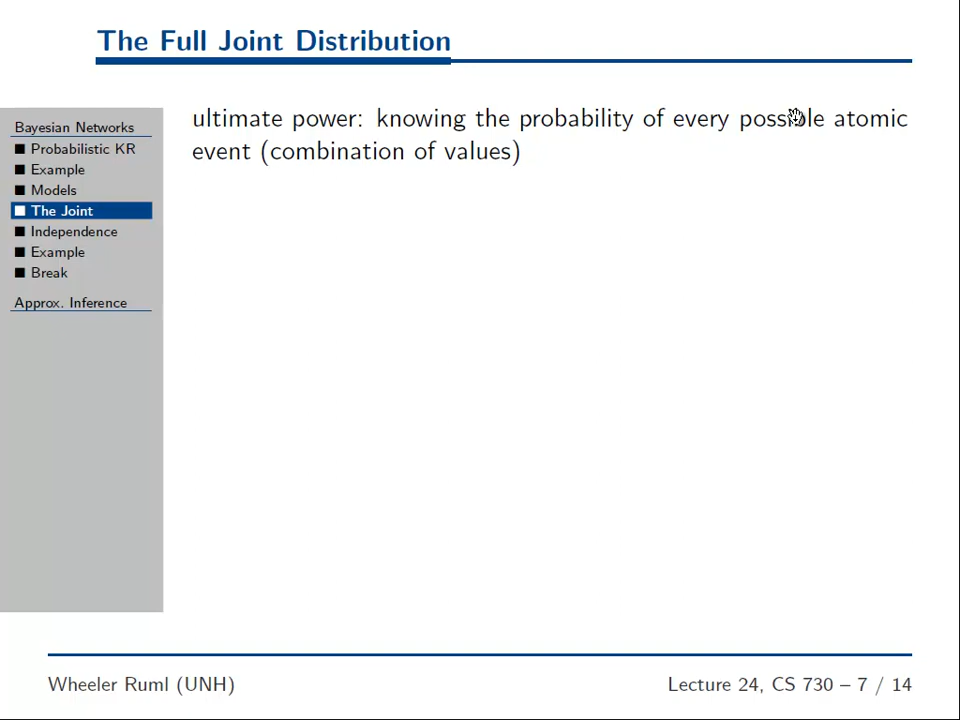 The Full Joint Distribution
Bayesian Networks
Probabilistic KR
Example
Models
The Joint
Independence
Example
Break
Approx. Inference
ultimate power: knowing the probability of every possible atomic
event (combination of values)
Wheeler Ruml (UNH)
Lecture 24, CS 730 – 7 / 14